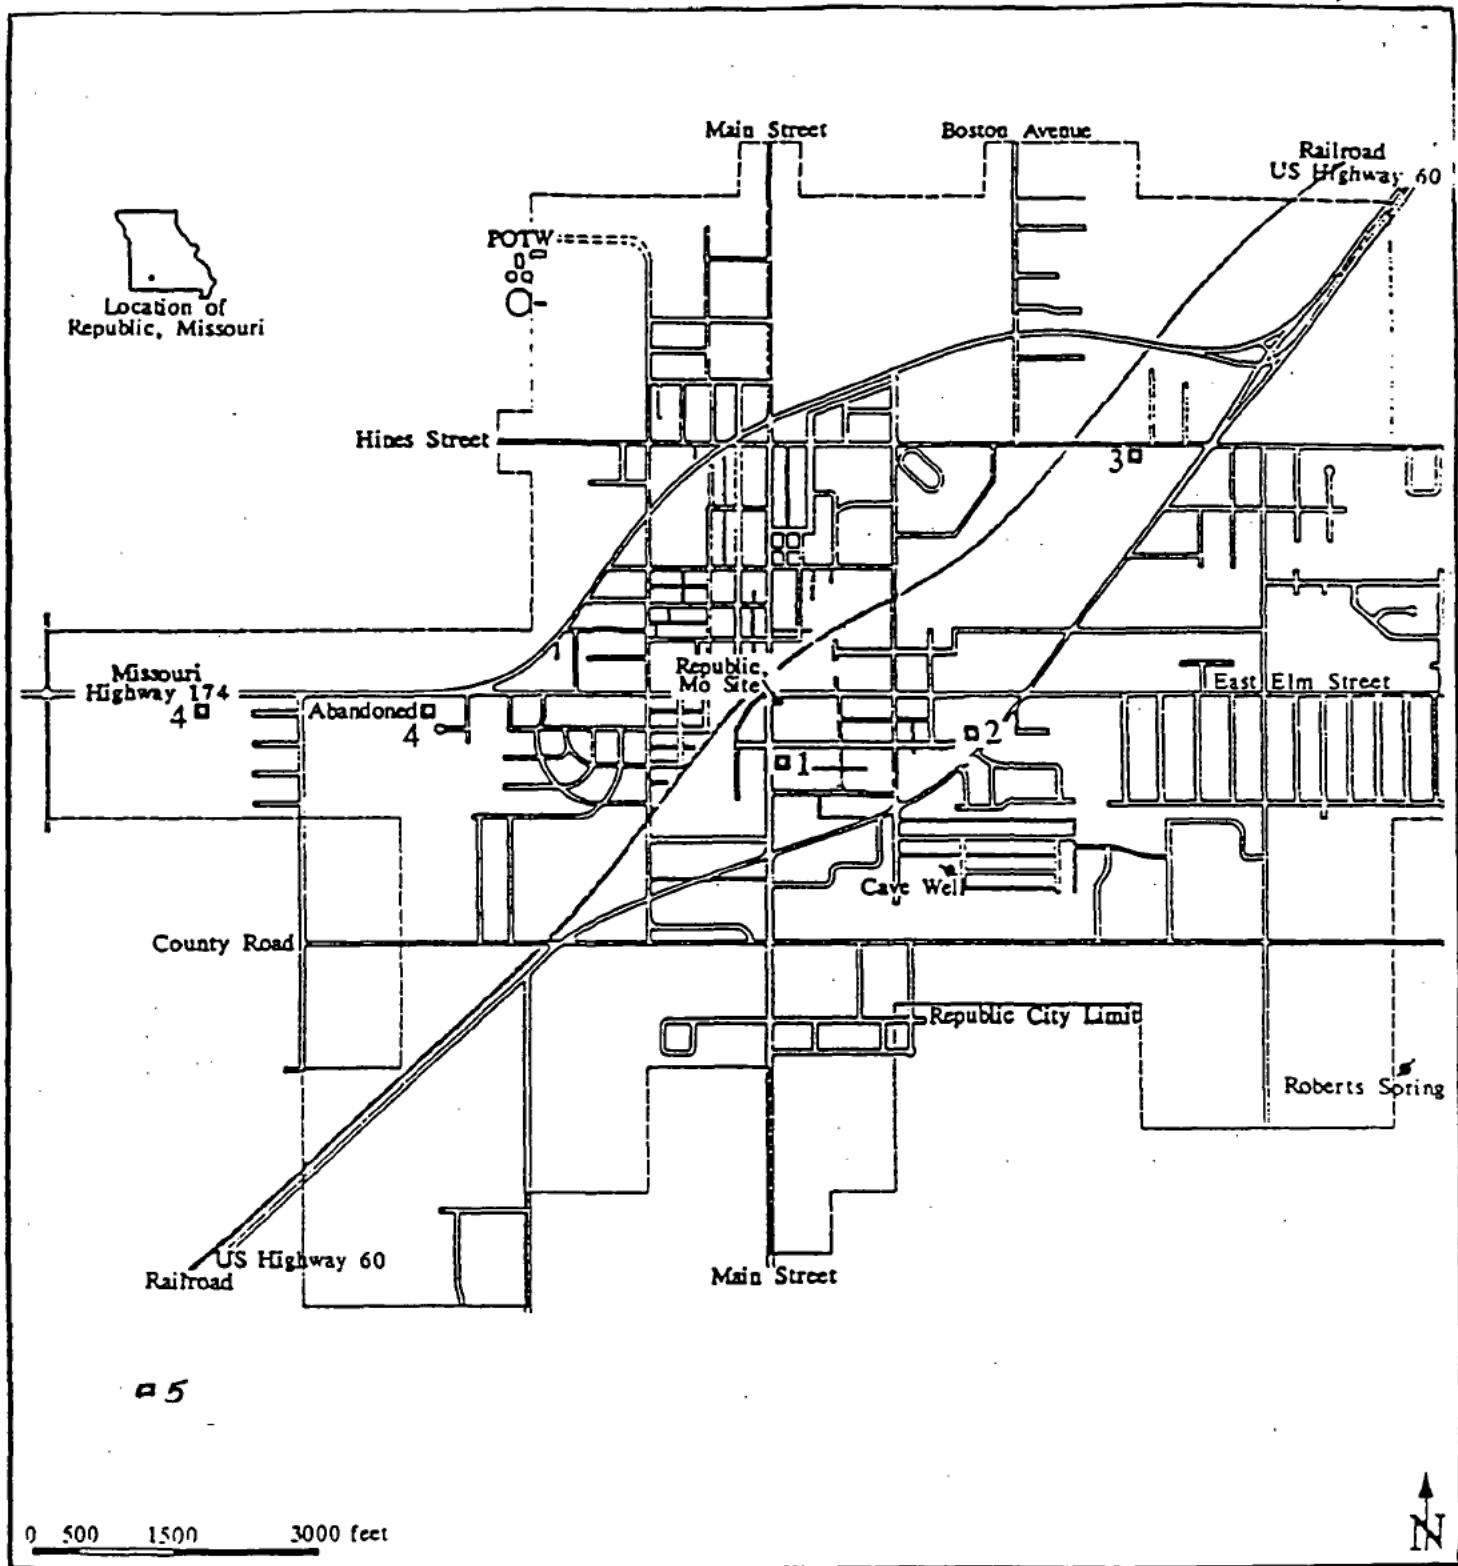 Main Street
Boston Avenue
Railroad
US Highway 60
POTW
Location of
Republic, Missouri
Hines Street
3
Missouri
Highway 174
4
Abandoned
4
Republic,
Mo Site
East Elm Street
2
1
Cave Well
County Road
Republic City Limit
Roberts Spring
US Highway 60
Railroad
Main Street
5
0 500 1500 3000 feet
N